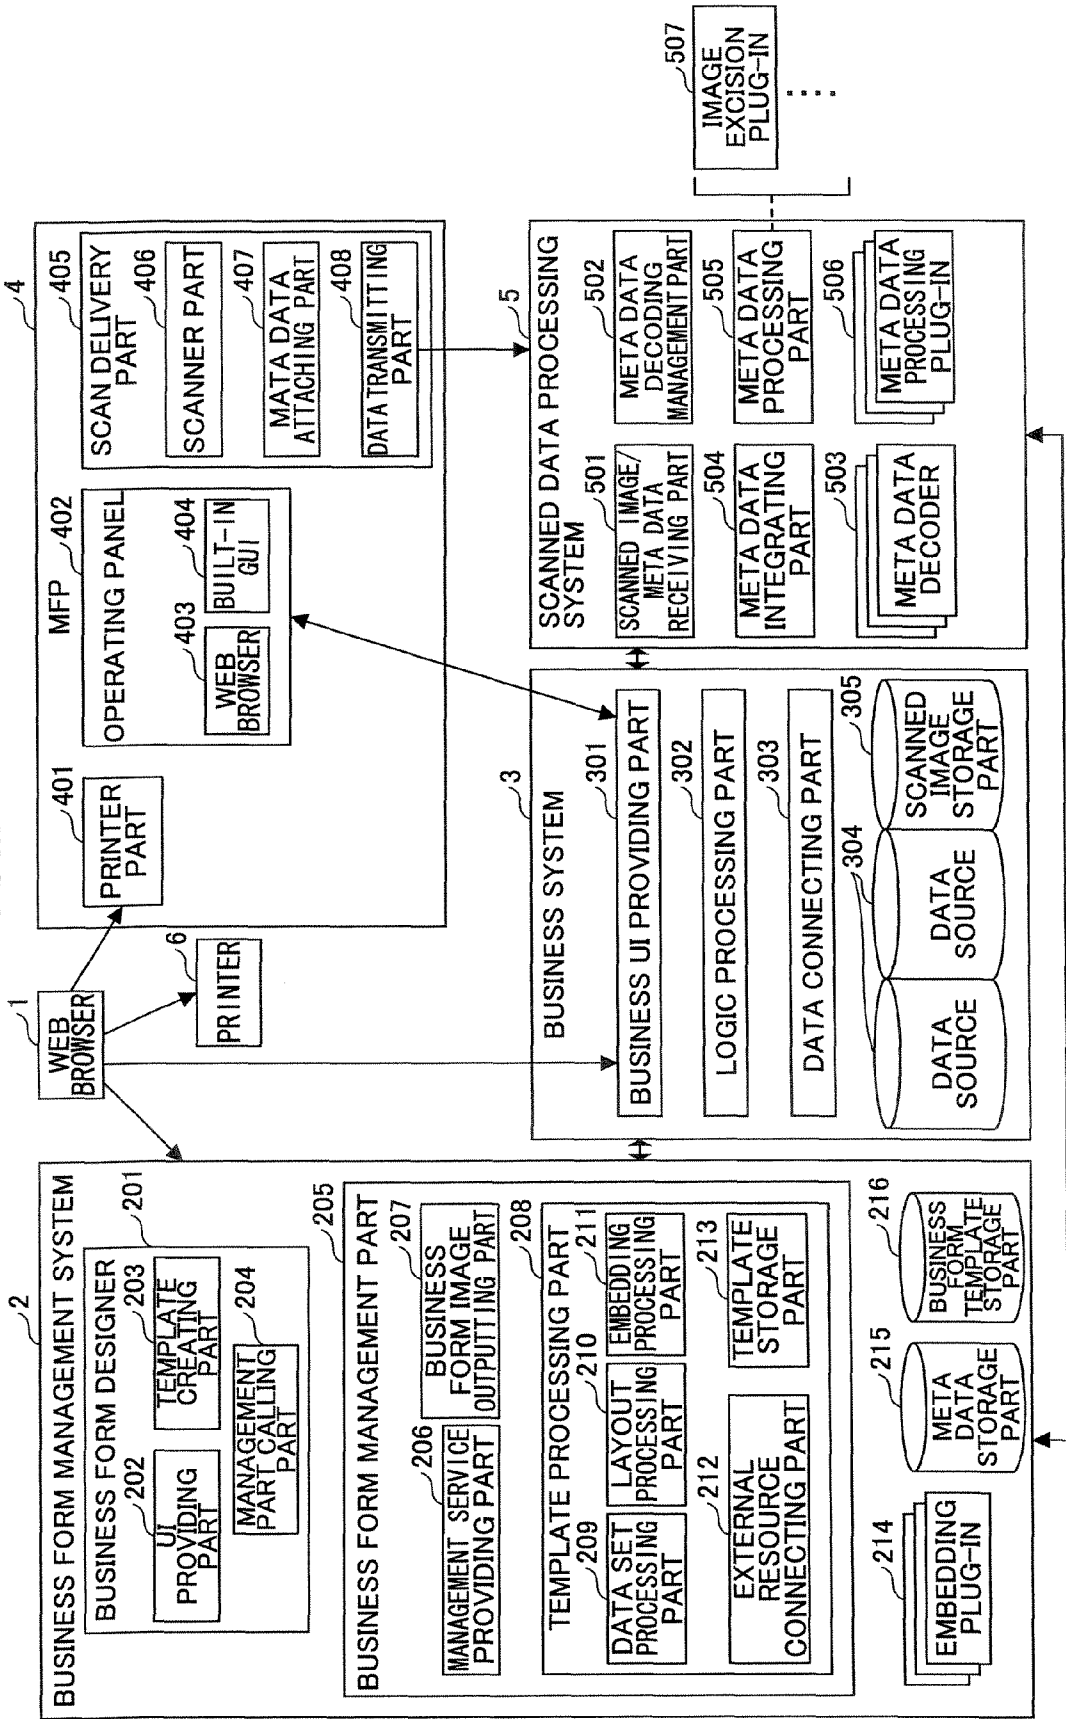 1
WEB
BROWSER
6
PRINTER
2
BUSINESS FORM MANAGEMENT SYSTEM
201
BUSINESS FORM DESIGNER
202
UI
PROVIDING
PART
203
TEMPLATE
CREATING
PART
204
MANAGEMENT
PART CALLING
PART
205
BUSINESS FORM MANAGEMENT PART
206
MANAGEMENT SERVICE
PROVIDING PART
207
BUSINESS
FORM IMAGE
OUTPUTTING PART
208
TEMPLATE PROCESSING PART
209
DATA SET
PROCESSING
PART
210
LAYOUT
PROCESSING
PART
211
EMBEDDING
PROCESSING
PART
212
EXTERNAL
RESOURCE
CONNECTING PART
213
TEMPLATE
STORAGE
PART
214
EMBEDDING
PLUG-IN
215
META
DATA
STORAGE
PART
216
BUSINESS
FORM
TEMPLATE
STORAGE
PART
4
MFP
401
PRINTER
PART
402
OPERATING PANEL
403
WEB
BROWSER
404
BUILT-IN
GUI
405
SCAN DELIVERY
PART
406
SCANNER PART
407
MATA DATA
ATTACHING PART
408
DATA TRANSMITTING
PART
3
BUSINESS SYSTEM
301
BUSINESS UI PROVIDING PART
302
LOGIC PROCESSING PART
303
DATA CONNECTING PART
304
DATA
SOURCE
DATA
SOURCE
305
SCANNED
IMAGE
STORAGE
PART
5
SCANNED DATA PROCESSING
SYSTEM
501
SCANNED IMAGE/
META DATA
RECEIVING PART
502
META DATA
DECODING
MANAGEMENT PART
504
META DATA
INTEGRATING
PART
505
META DATA
PROCESSING
PART
503
META DATA
DECODER
506
META DATA
PROCESSING
PLUG-IN
507
IMAGE
EXCISION
PLUG-IN